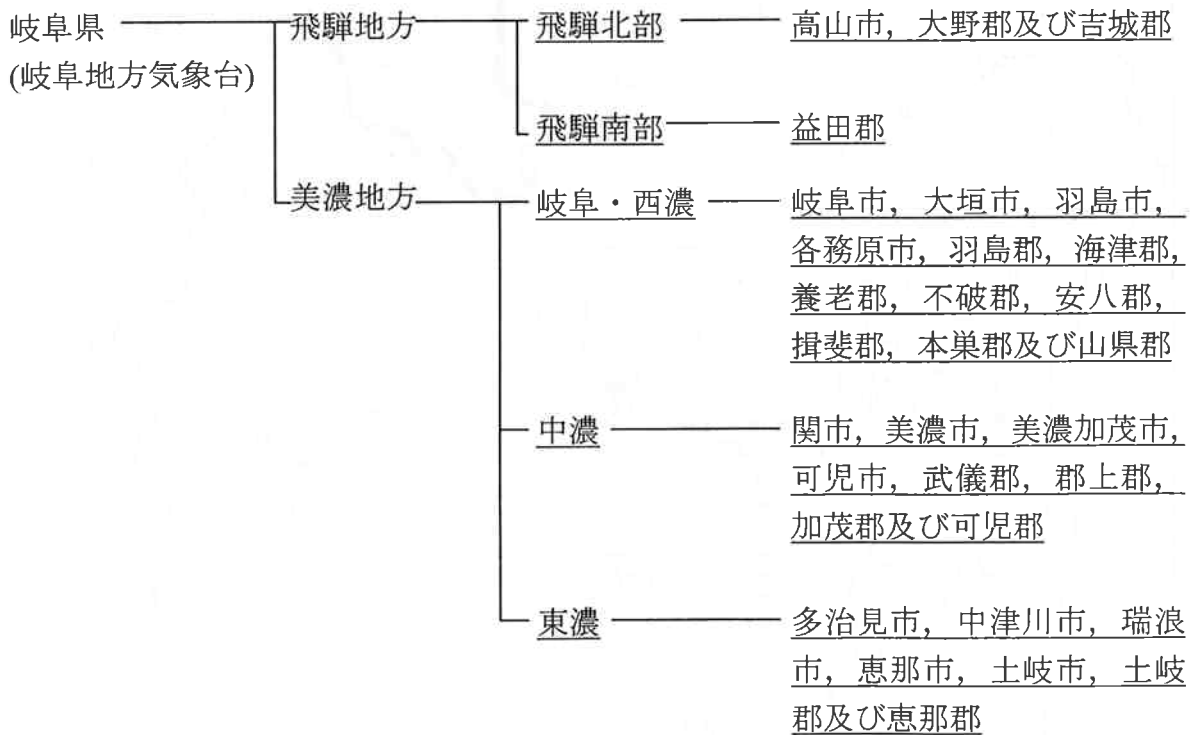 岐阜県 飛騨地方 飛騨北部 高山市，大野郡及び吉城郡
(岐阜地方気象台)
飛騨南部 益田郡
美濃地方 岐阜・西濃 岐阜市，大垣市，羽島市，
各務原市，羽島郡，海津郡，
養老郡，不破郡，安八郡，
揖斐郡，本巣郡及び山県郡
中濃 関市，美濃市，美濃加茂市，
可児市，武儀郡，郡上郡，
加茂郡及び可児郡
東濃 多治見市，中津川市，瑞浪
市，恵那市，土岐市，土岐
郡及び恵那郡